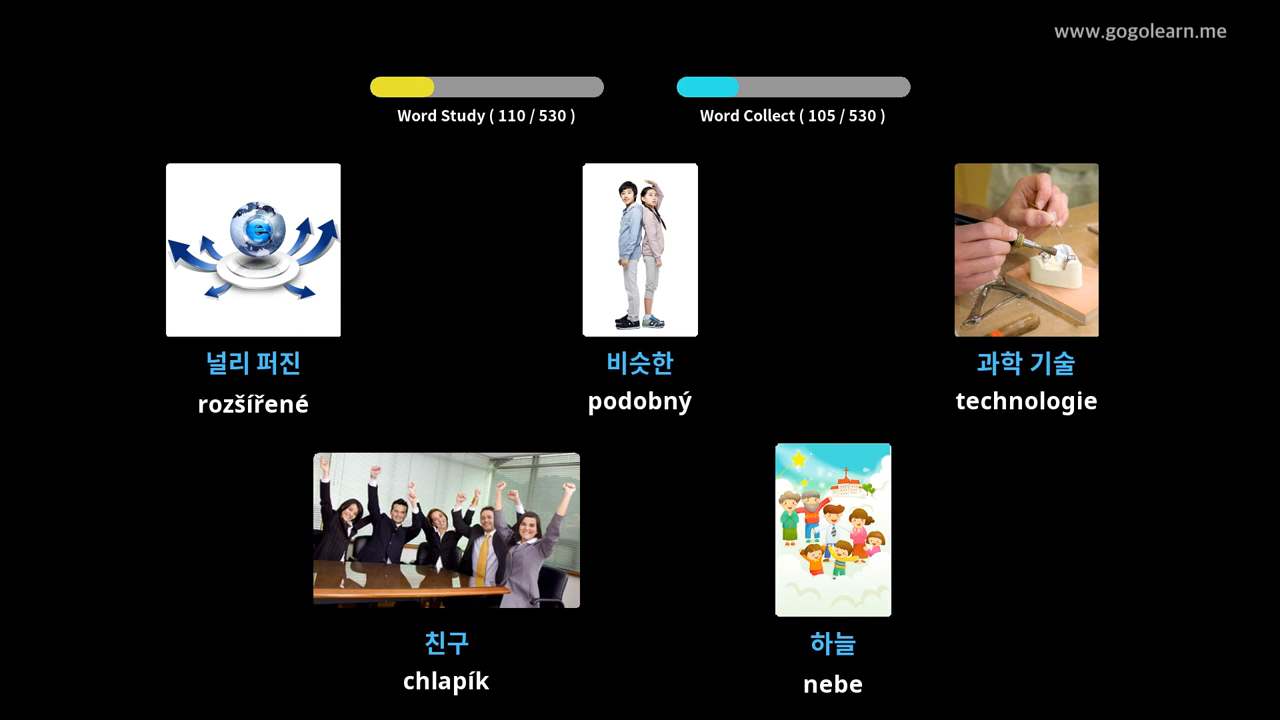 www.gogolearn.me
Word Study ( 110 / 530 )
Word Collect ( 105 / 530 )
널리 퍼진
비슷한
과학 기술
rozšířené
podobný
technologie
친구
하늘
chlapík
nebe